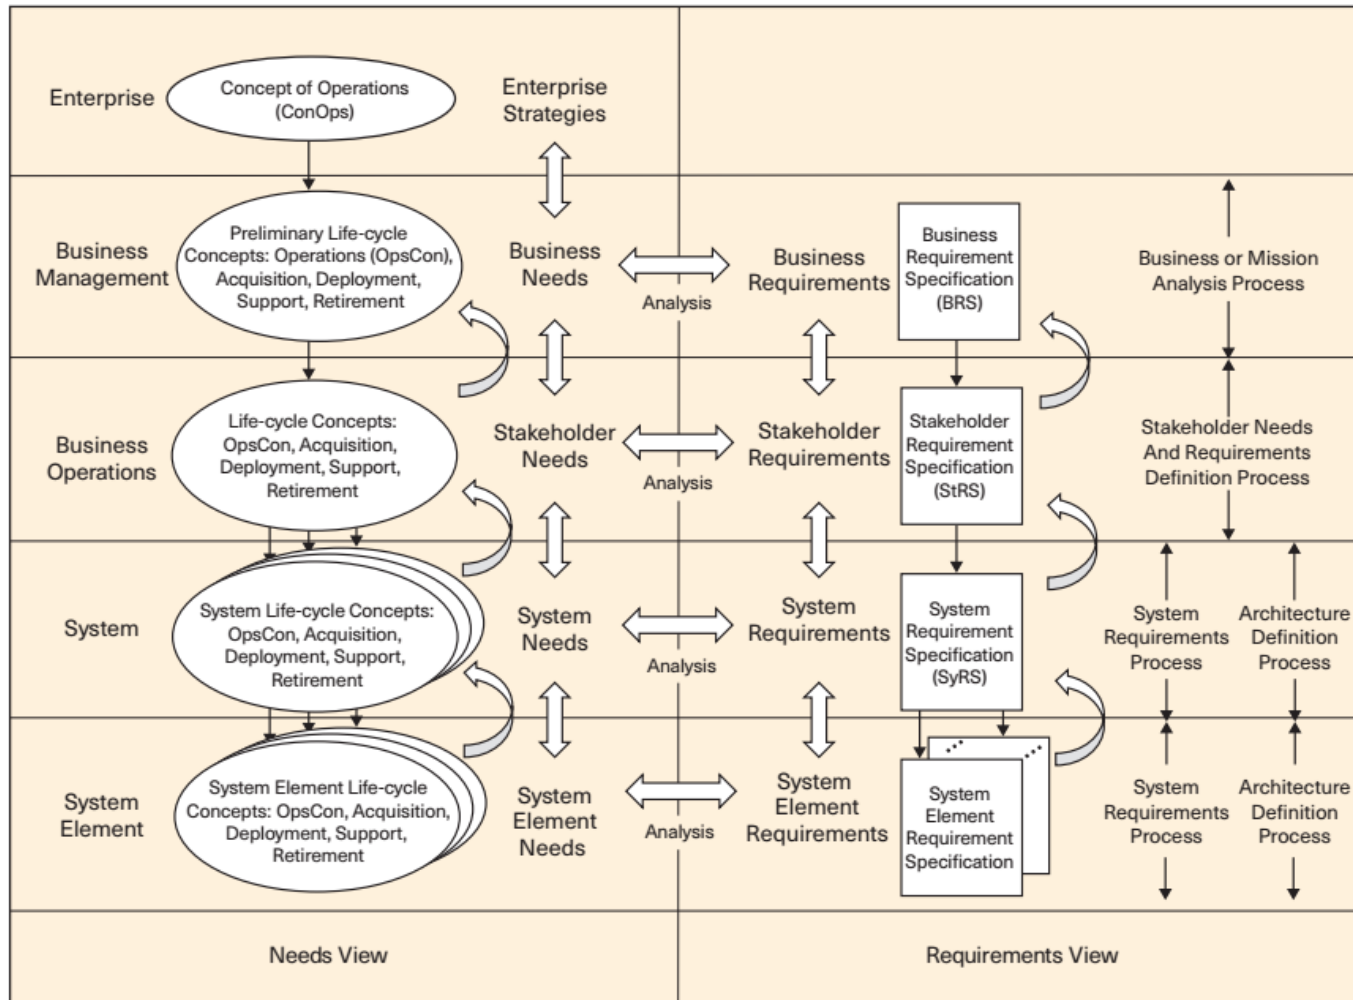 Enterprise
Concept of Operations
(ConOps)
Enterprise
Strategies
Business
Management
Preliminary Life-cycle
Concepts: Operations (OpsCon),
Acquisition, Deployment,
Support, Retirement
Business
Needs
Analysis
Business
Requirements
Business
Requirement
Specification
(BRS)
Business or Mission
Analysis Process
Business
Operations
Life-cycle Concepts:
OpsCon, Acquisition,
Deployment, Support,
Retirement
Stakeholder
Needs
Analysis
Stakeholder
Requirements
Stakeholder
Requirement
Specification
(StRS)
Stakeholder Needs
And Requirements
Definition Process
System
System Life-cycle Concepts:
OpsCon, Acquisition,
Deployment, Support,
Retirement
System
Needs
Analysis
System
Requirements
System
Requirement
Specification
(SyRS)
System
Requirements
Process
Architecture
Definition
Process
System
Element
System Element Life-cycle
Concepts: OpsCon, Acquisition,
Deployment, Support,
Retirement
System
Element
Needs
Analysis
System
Element
Requirements
System
Element
Requirement
Specification
System
Requirements
Process
Architecture
Definition
Process
Needs View
Requirements View